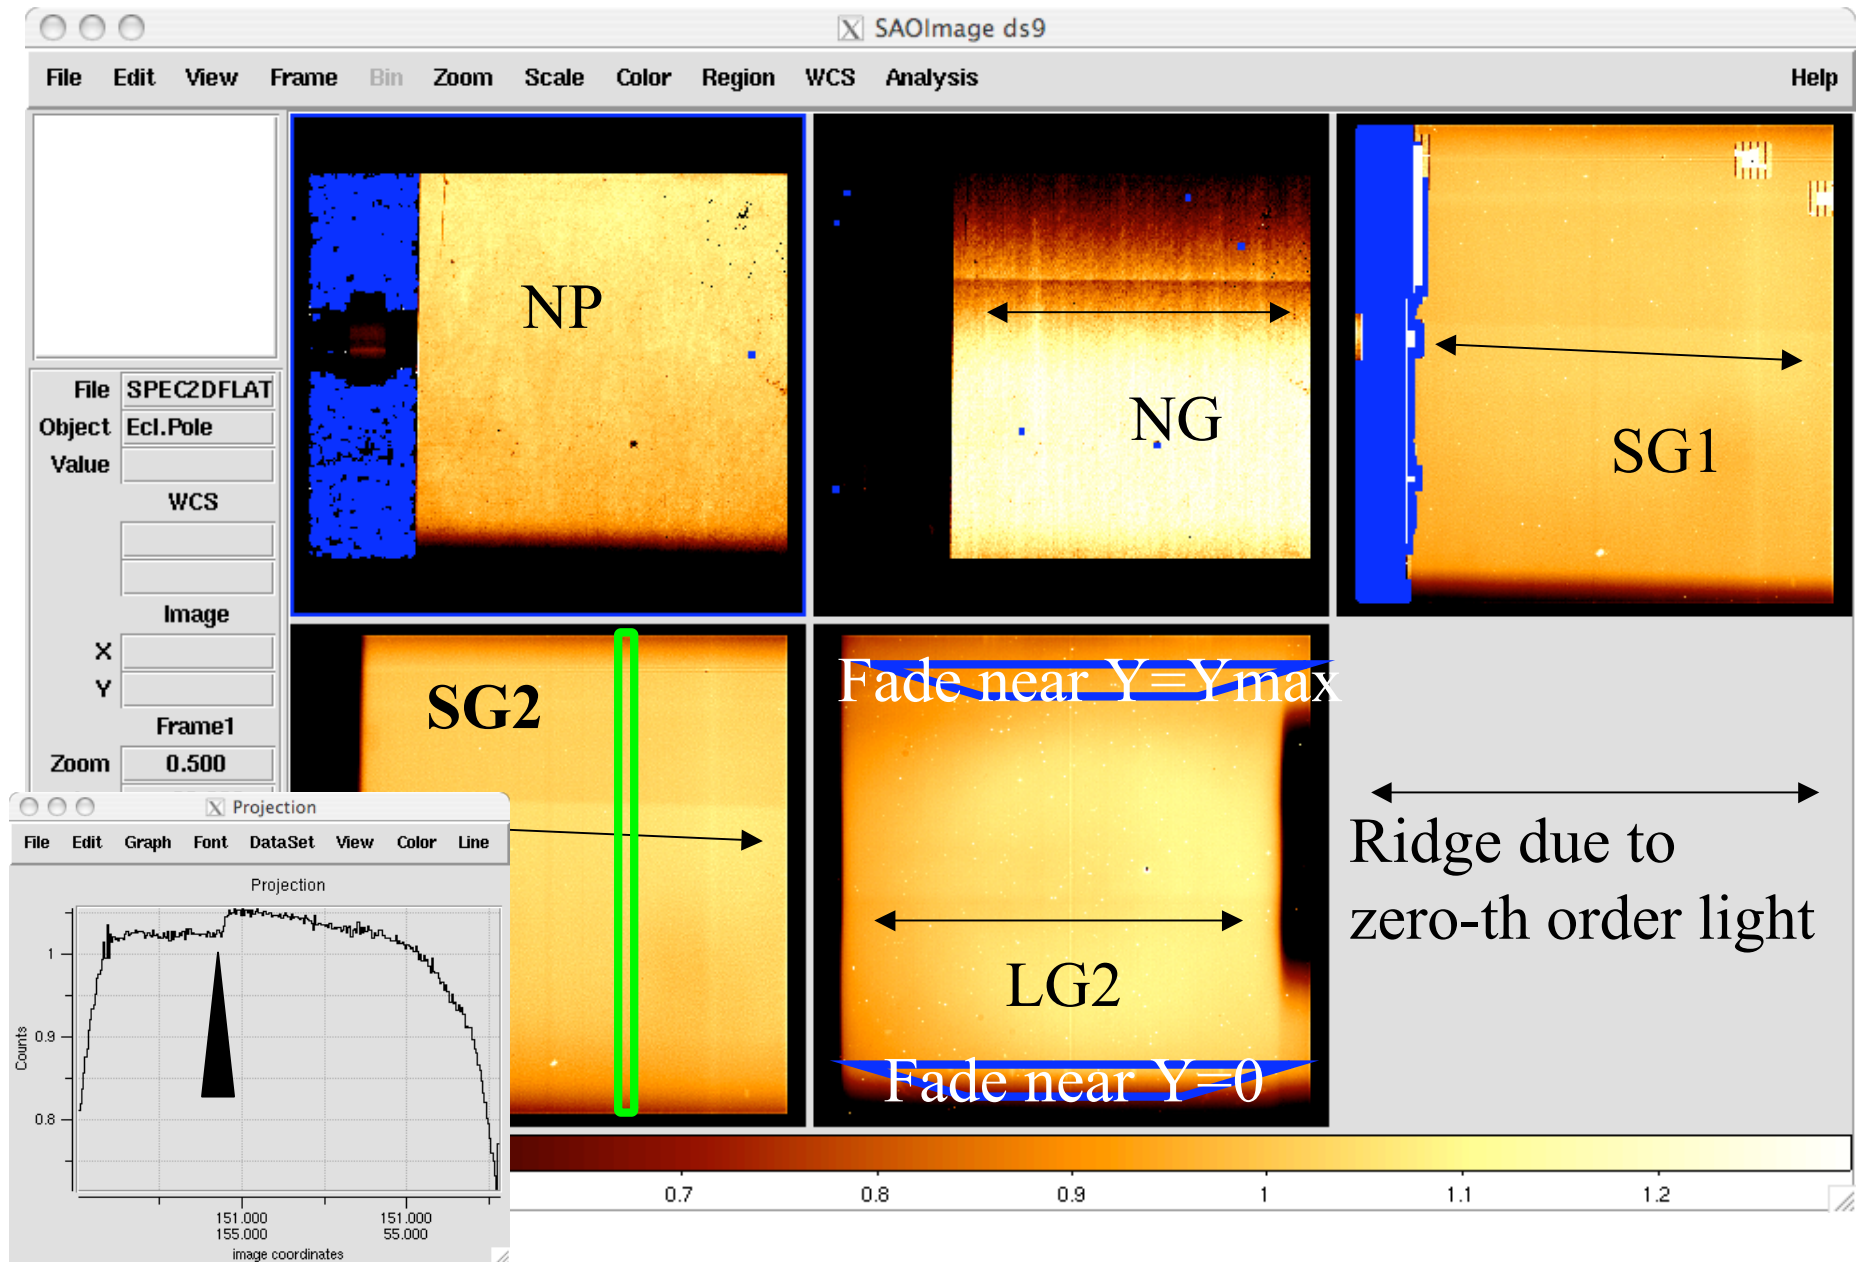 SAOImage ds9
File Edit View Frame Bin Zoom Scale Color Region WCS Analysis Help
File SPEC2DFLAT
Object Ecl.Pole
Value
WCS
Image
X
Y
Frame1
Zoom 0.500
NP
NG
SG1
SG2
Fade near Y=Ymax
LG2
Fade near Y=0
Ridge due to
zero-th order light
0.7 0.8 0.9 1 1.1 1.2
Projection
File Edit Graph Font DataSet View Color Line
Projection
Counts
1
0.9
0.8
151.000 151.000
155.000 55.000
image coordinates